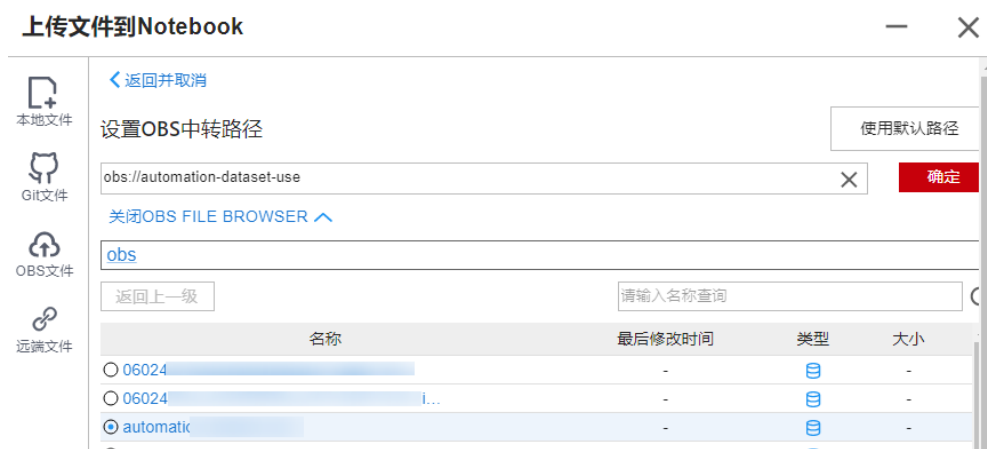 上传文件到Notebook
返回并取消
本地文件
设置OBS中转路径
使用默认路径
obs://automation-dataset-use
确定
Git文件
关闭OBS FILE BROWSER
obs
OBS文件
返回上一级
请输入名称查询
远端文件
名称 最后修改时间 类型 大小
06024 - -
06024 i... - -
automatic - -